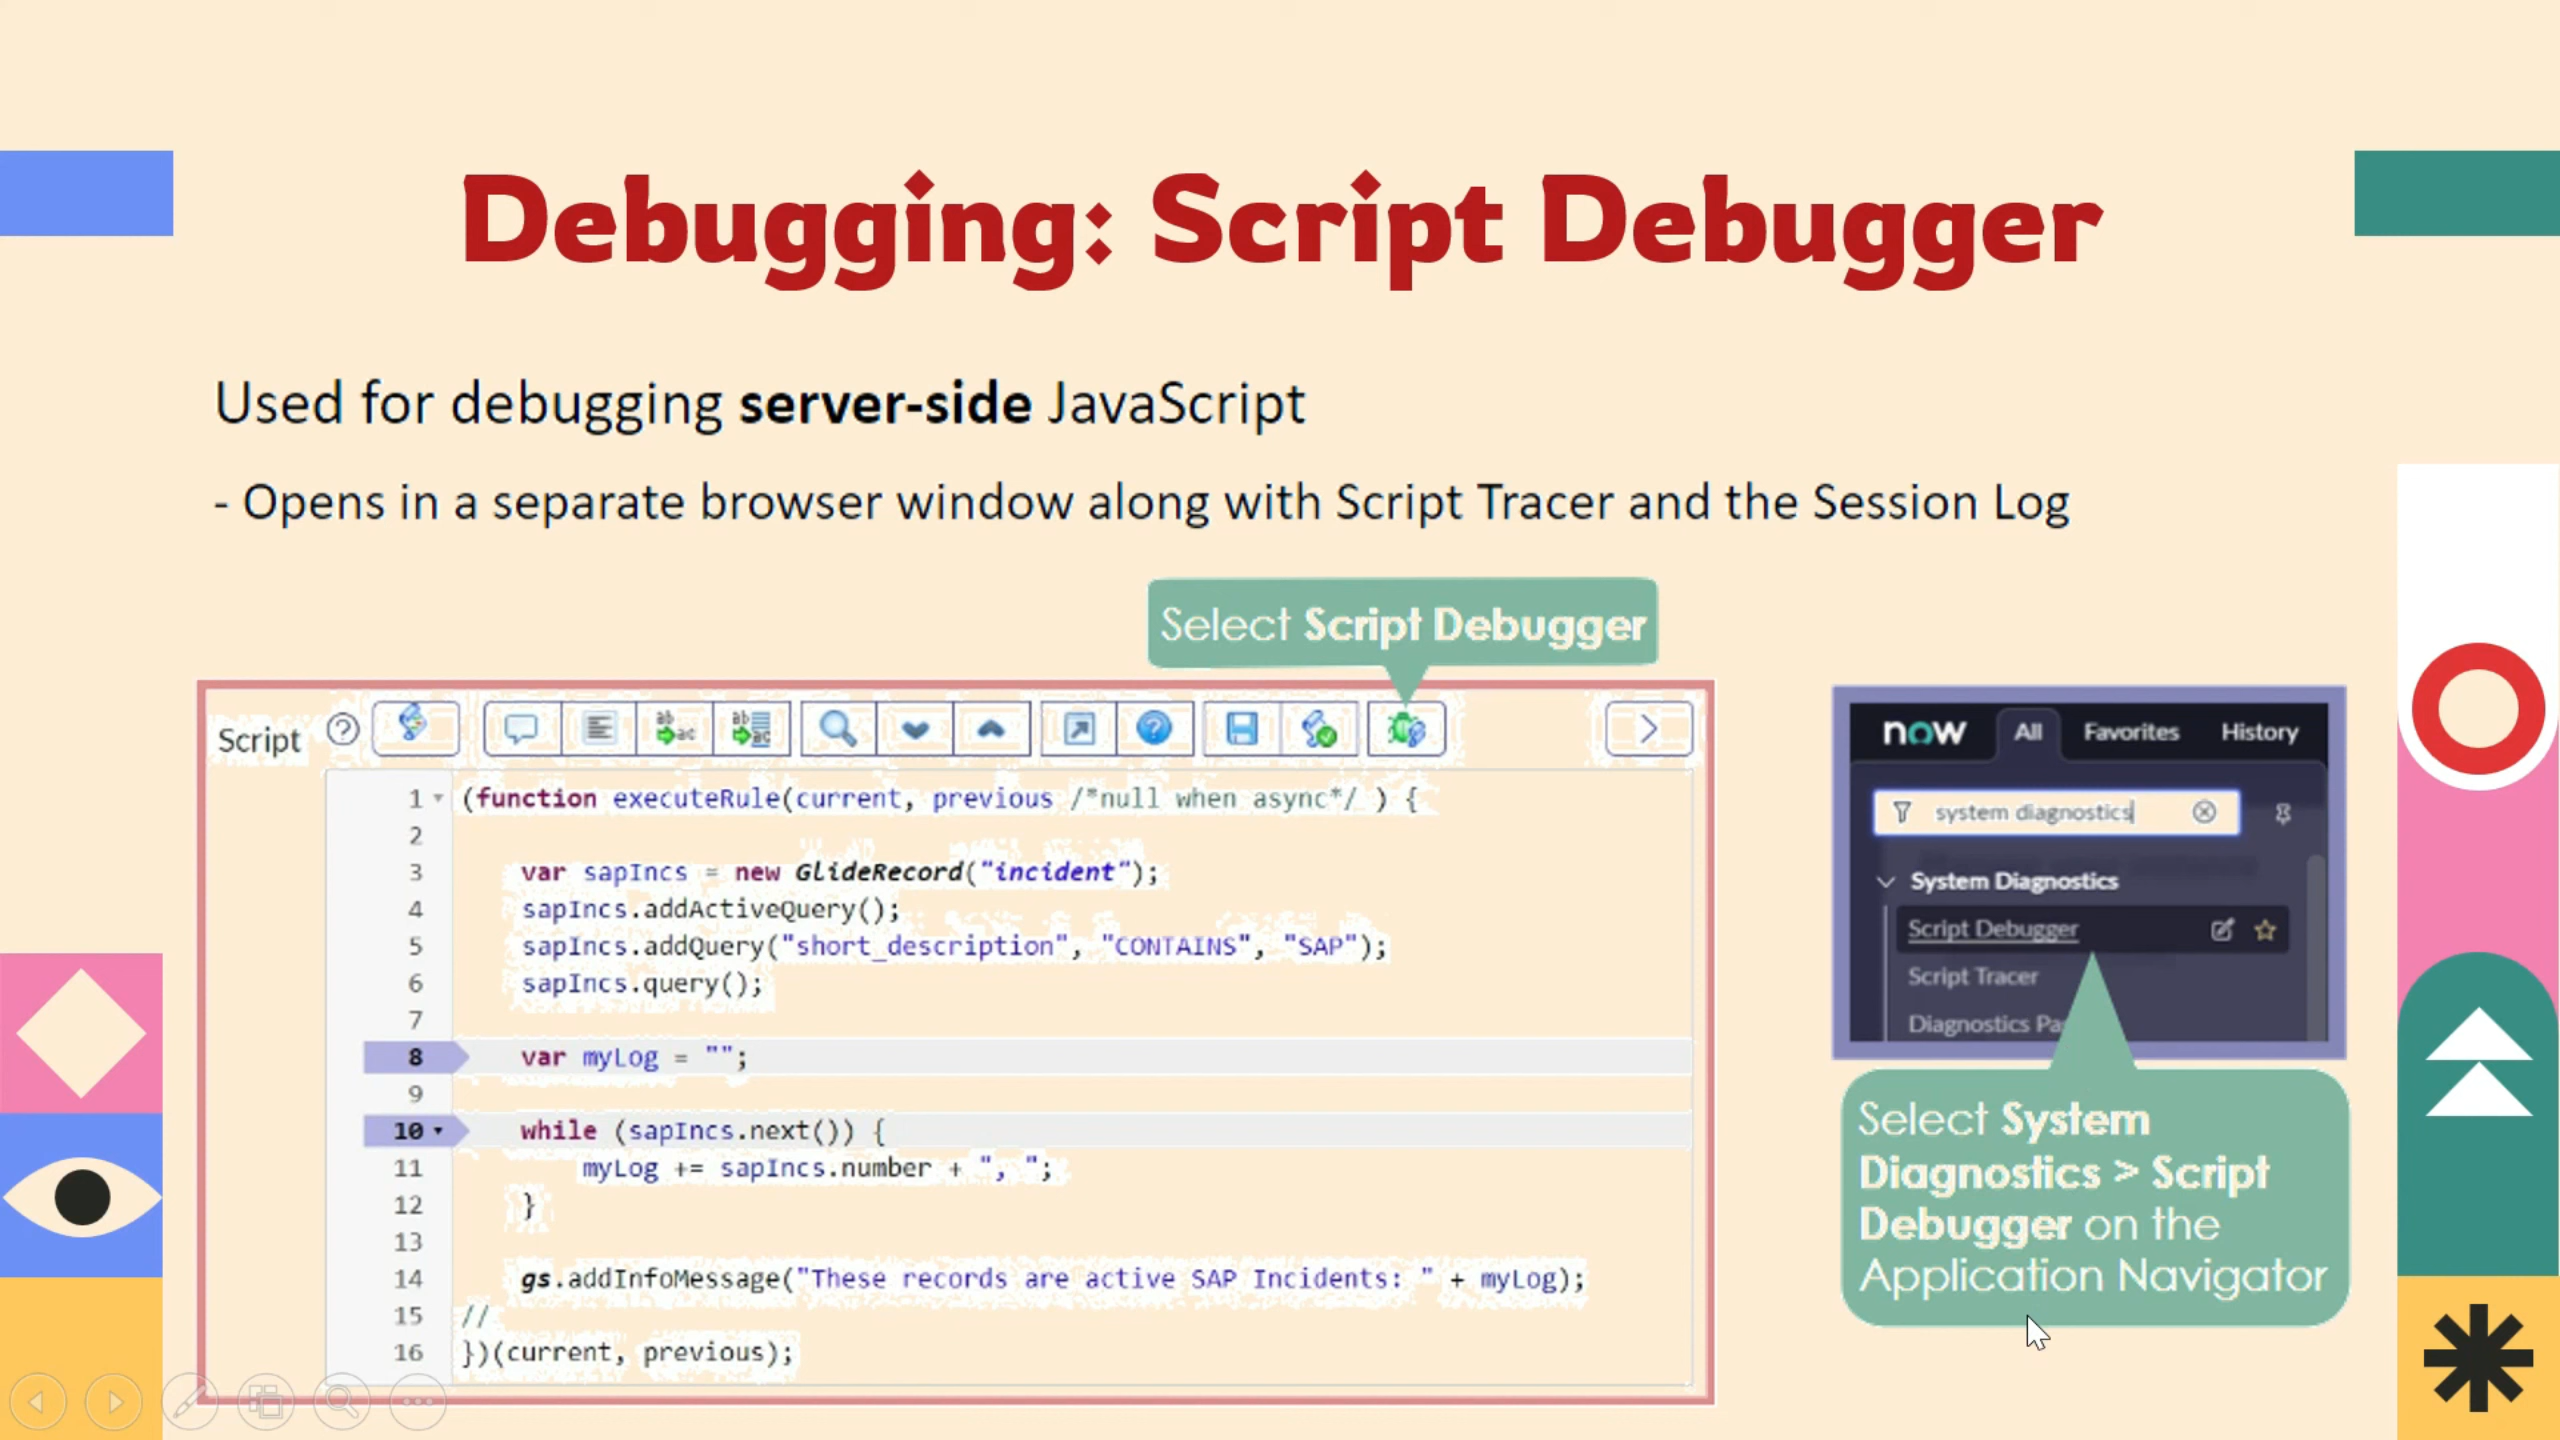 Debugging: Script Debugger
Used for debugging server-side JavaScript
- Opens in a separate browser window along with Script Tracer and the Session Log
Select Script Debugger
Script
1 (function executeRule(current, previous /*null when async*/ ) {
2
3 var sapIncs = new GlideRecord("incident");
4 sapIncs.addActiveQuery();
5 sapIncs.addQuery("short_description", "CONTAINS", "SAP");
6 sapIncs.query();
7
8 var myLog = "";
9
10 while (sapIncs.next()) {
11 myLog += sapIncs.number + ", ";
12 }
13
14 gs.addInfoMessage("These records are active SAP Incidents: " + myLog);
15 //
16 })(current, previous);
now All Favorites History
system diagnostics
System Diagnostics
Script Debugger
Script Tracer
Diagnostics Pa
Select System
Diagnostics > Script
Debugger on the
Application Navigator